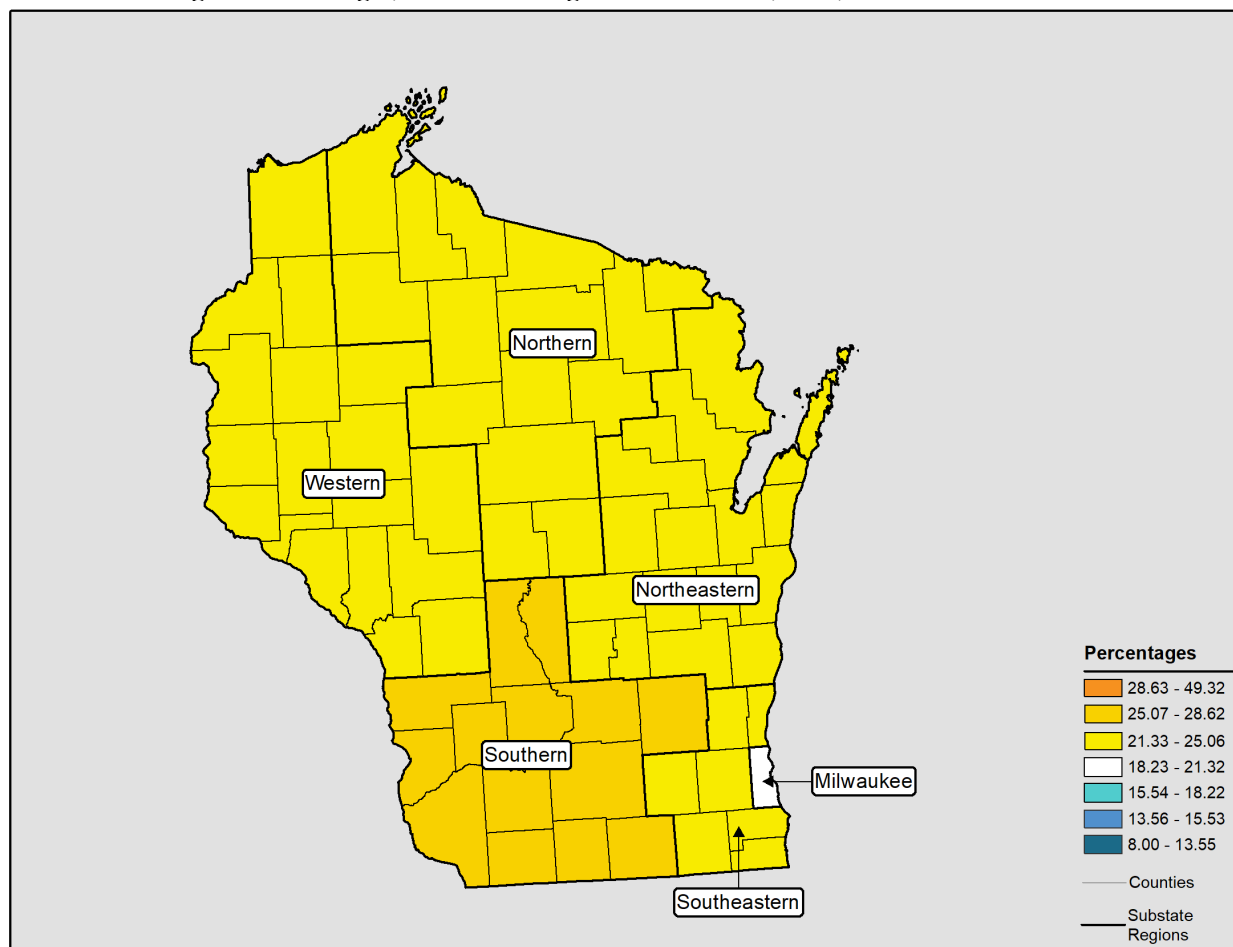 Northern
Western
Northeastern
Southern
Milwaukee
Southeastern
Percentages
28.63 - 49.32
25.07 - 28.62
21.33 - 25.06
18.23 - 21.32
15.54 - 18.22
13.56 - 15.53
8.00 - 13.55
Counties
Substate
Regions